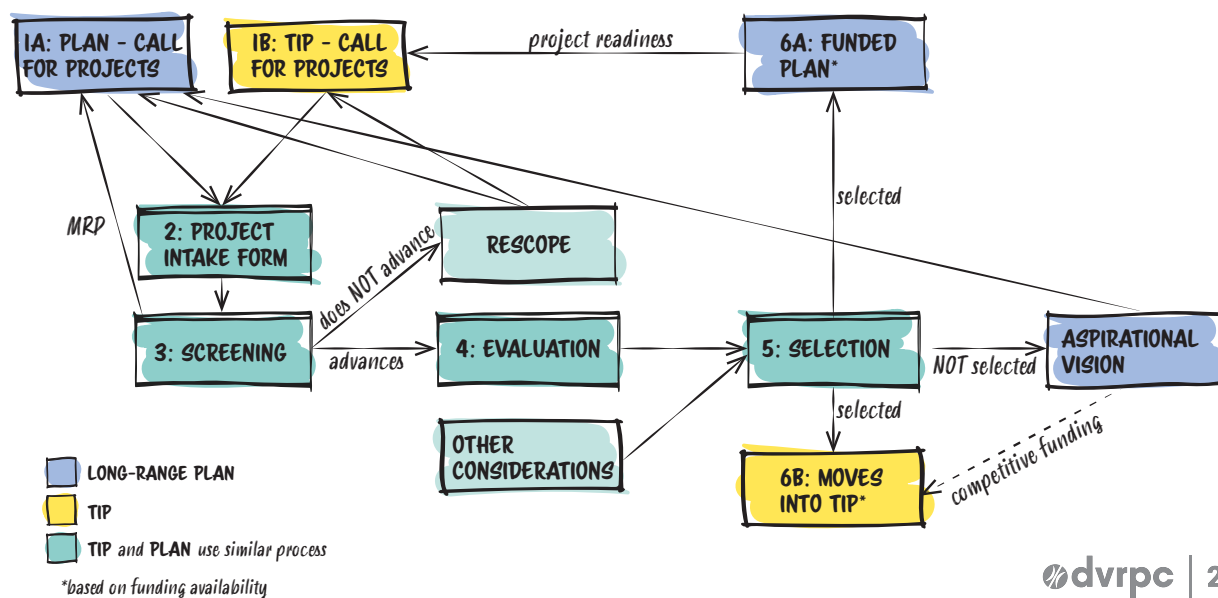 1A: PLAN - CALL
FOR PROJECTS
1B: TIP - CALL
FOR PROJECTS
project readiness
6A: FUNDED
PLAN*
MRP
2: PROJECT
INTAKE FORM
does NOT advance
RESCOPE
selected
3: SCREENING
advances
4: EVALUATION
5: SELECTION
NOT selected
ASPIRATIONAL
VISION
selected
OTHER
CONSIDERATIONS
6B: MOVES
INTO TIP*
competitive funding
LONG-RANGE PLAN
TIP
TIP and PLAN use similar process
*based on funding availability
dvrpc | 2